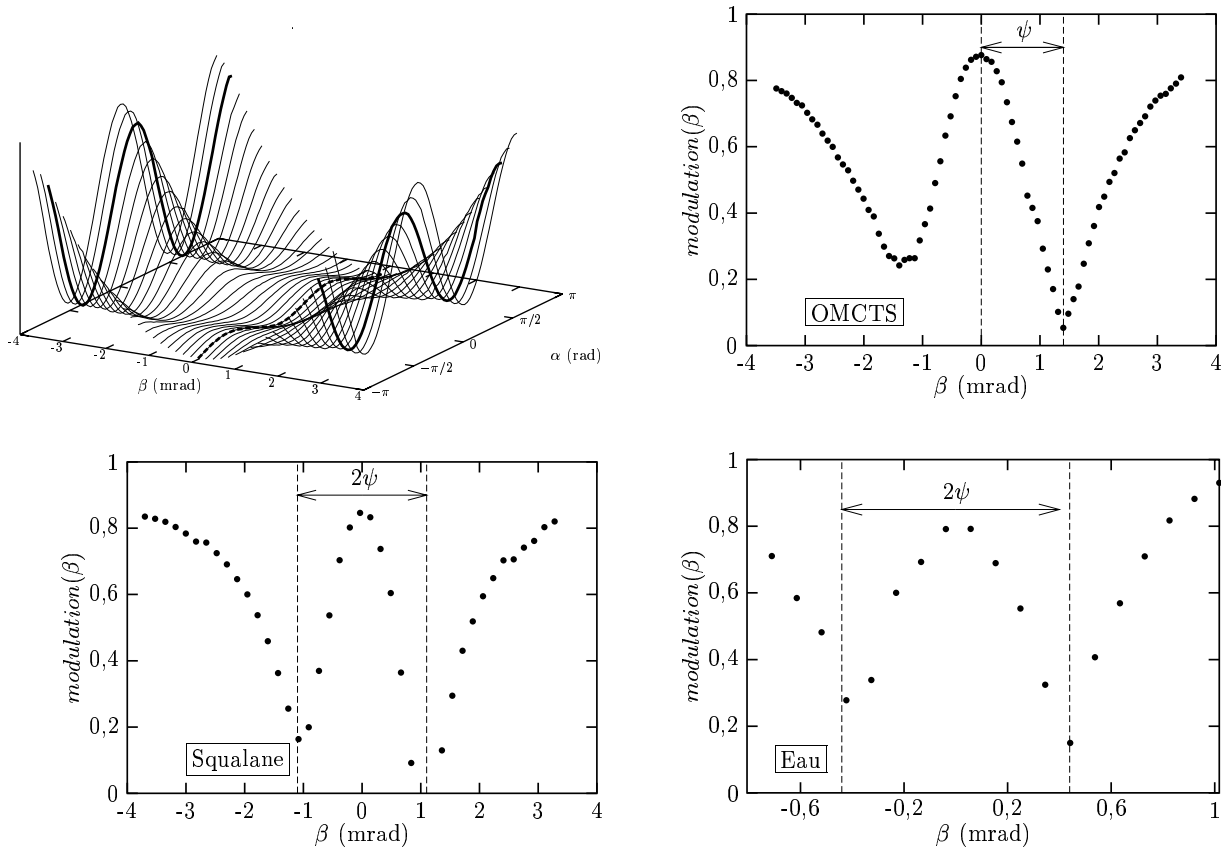 -4
-3
-2
-1
0
1
2
3
4
β (mrad)
−π
−π/2
0
π/2
π
α (rad)
1
0,8
0,6
0,4
0,2
0
modulation(β)
ψ
OMCTS
-4 -3 -2 -1 0 1 2 3 4
β (mrad)
1
0,8
0,6
0,4
0,2
0
modulation(β)
2ψ
Squalane
-4 -3 -2 -1 0 1 2 3 4
β (mrad)
1
0,8
0,6
0,4
0,2
0
modulation(β)
2ψ
Eau
-0,6 -0,2 0,2 0,6 1
β (mrad)